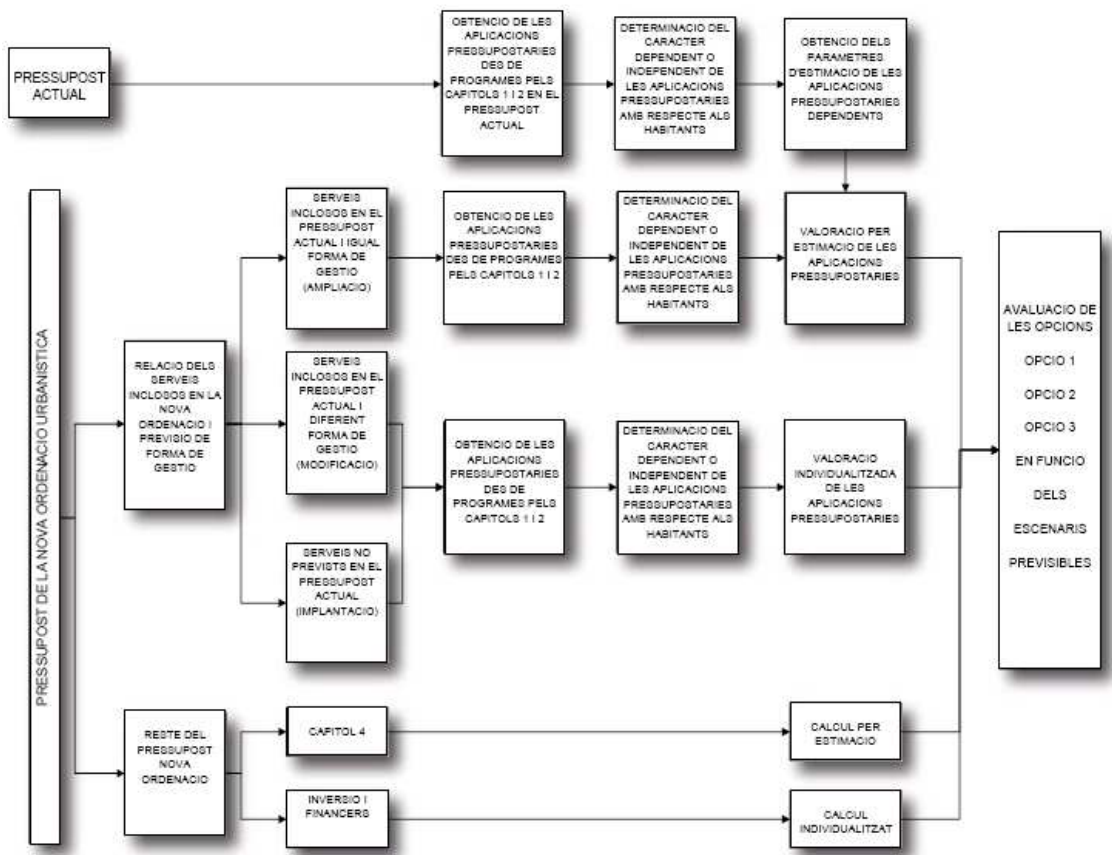 PRESSUPOST
ACTUAL
OBTENCIO DE LES
APLICACIONS
PRESSUPOSTARIES
DES DE
PROGRAMES PELS
CAPITOLS 1 I 2 EN EL
PRESSUPOST
ACTUAL
DETERMINACIO DEL
CARACTER
DEPENDENT O
INDEPENDENT DE
LES APLICACIONS
PRESSUPOSTARIES
AMB RESPECTE ALS
HABITANTS
OBTENCIO DELS
PARAMETRES
D'ESTIMACIO DE LES
APLICACIONS
PRESSUPOSTARIES
DEPENDENTS
PRESSUPOST DE LA NOVA ORDENACIO URBANISTICA
RELACIO DELS
SERVEIS
INCLOSOS EN LA
NOVA
ORDENACIO I
PREVISIO DE
FORMA DE
GESTIO
SERVEIS
INCLOSOS EN EL
PRESSUPOST
ACTUAL I IGUAL
FORMA DE
GESTIO
(AMPLIACIO)
OBTENCIO DE LES
APLICACIONS
PRESSUPOSTARIES
DES DE PROGRAMES
PELS CAPITOLS 1 I 2
DETERMINACIO DEL
CARACTER
DEPENDENT O
INDEPENDENT DE
LES APLICACIONS
PRESSUPOSTARIES
AMB RESPECTE ALS
HABITANTS
VALORACIO PER
ESTIMACIO DE LES
APLICACIONS
PRESSUPOSTARIES
SERVEIS
INCLOSOS EN EL
PRESSUPOST
ACTUAL I
DIFERENT
FORMA DE
GESTIO
(MODIFICACIO)
SERVEIS NO
PREVISTS EN EL
PRESSUPOST
ACTUAL
(IMPLANTACIO)
OBTENCIO DE LES
APLICACIONS
PRESSUPOSTARIES
DES DE
PROGRAMES PELS
CAPITOLS 1 I 2
DETERMINACIO DEL
CARACTER
DEPENDENT O
INDEPENDENT DE
LES APLICACIONS
PRESSUPOSTARIES
AMB RESPECTE ALS
HABITANTS
VALORACIO
INDIVIDUALITZADA
DE LES
APLICACIONS
PRESSUPOSTARIES
RESTE DEL
PRESSUPOST
NOVA
ORDENACIO
CAPITOL 4
CALCUL PER
ESTIMACIO
INVERSIO I
FINANCERS
CALCUL
INDIVIDUALITZAT
AVALUACIO DE
LES OPCIONS
OPCIO 1
OPCIO 2
OPCIO 3
EN FUNCIO
DELS
ESCENARIS
PREVISIBLES